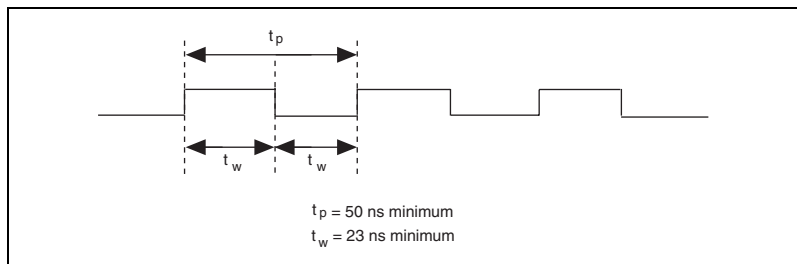 tp
tw tw
tp = 50 ns minimum
tw = 23 ns minimum